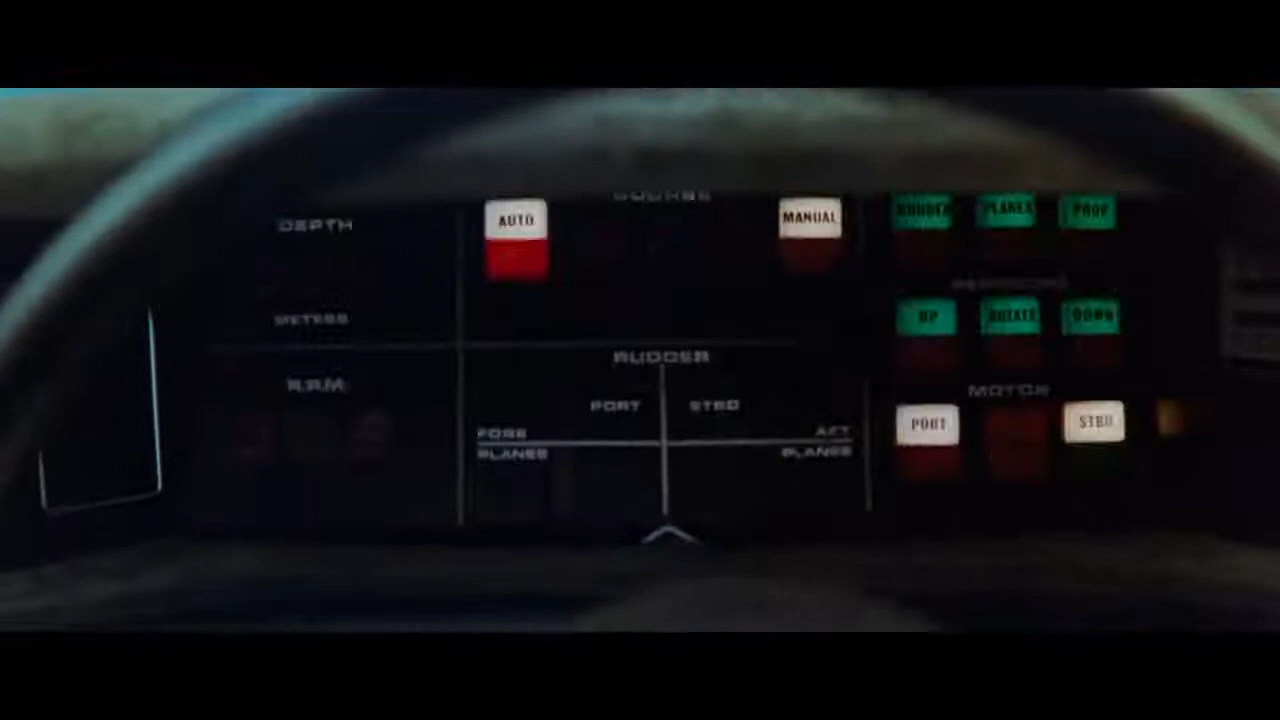 COURSE
DEPTH
AUTO
MANUAL
RUDDER
PLANES
PROP
METERS
UP
ROTATE
DOWN
RUDDER
R.P.M.
MOTOR
PORT
STBD
PORT
STBD
FORE
AFT
PLANES
PLANES